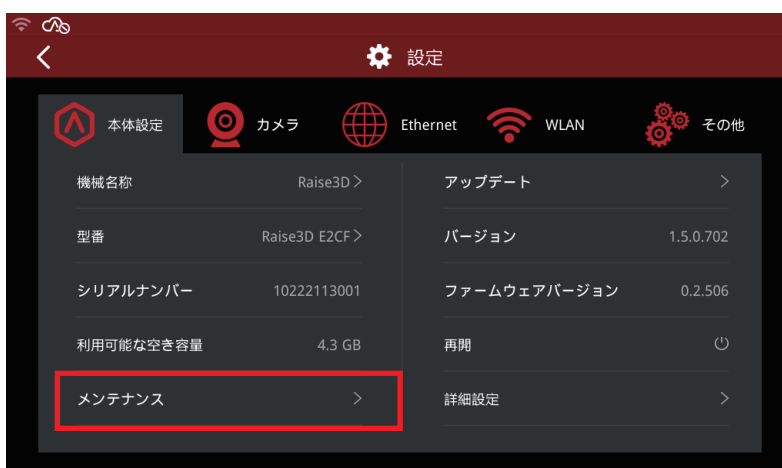 設定
本体設定 カメラ Ethernet WLAN その他
機械名称 Raise3D > アップデート >
型番 Raise3D E2CF > バージョン 1.5.0.702
シリアルナンバー 10222113001 ファームウェアバージョン 0.2.506
利用可能な空き容量 4.3 GB 再開
メンテナンス > 詳細設定 >